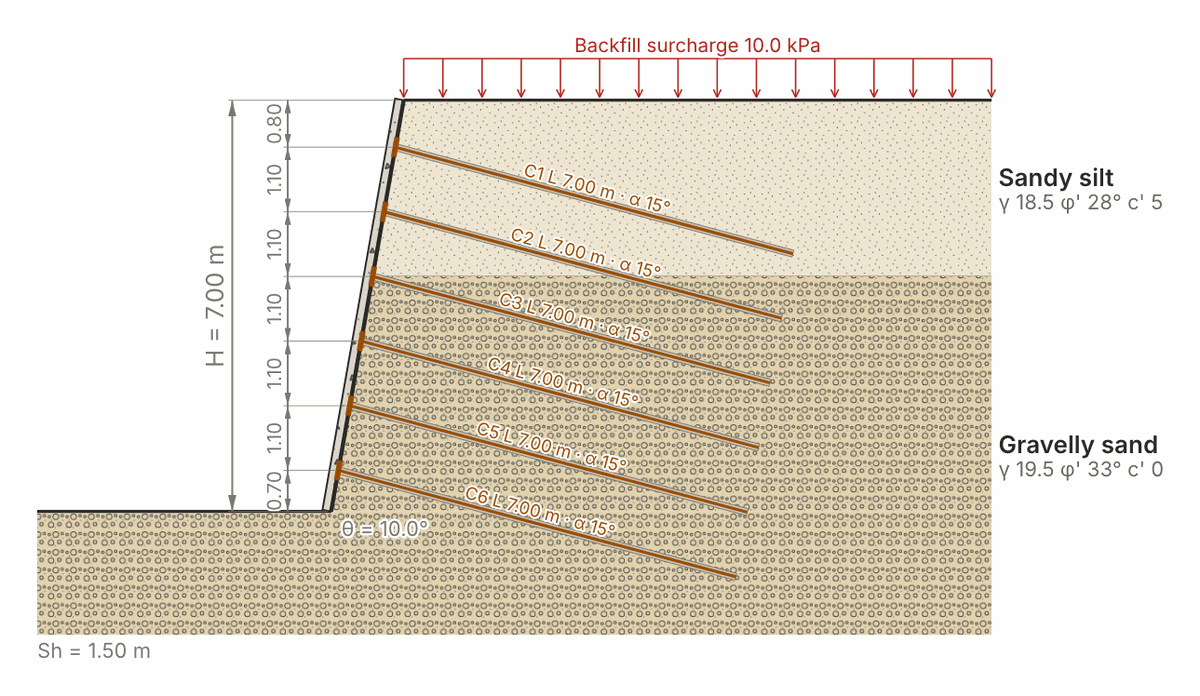 Backfill surcharge 10.0 kPa
0.80
1.10
1.10
1.10
1.10
1.10
0.70
H = 7.00 m
C1 L 7.00 m · α 15°
C2 L 7.00 m · α 15°
C3 L 7.00 m · α 15°
C4 L 7.00 m · α 15°
C5 L 7.00 m · α 15°
C6 L 7.00 m · α 15°
θ = 10.0°
Sandy silt
γ 18.5 φ' 28° c' 5
Gravelly sand
γ 19.5 φ' 33° c' 0
Sh = 1.50 m